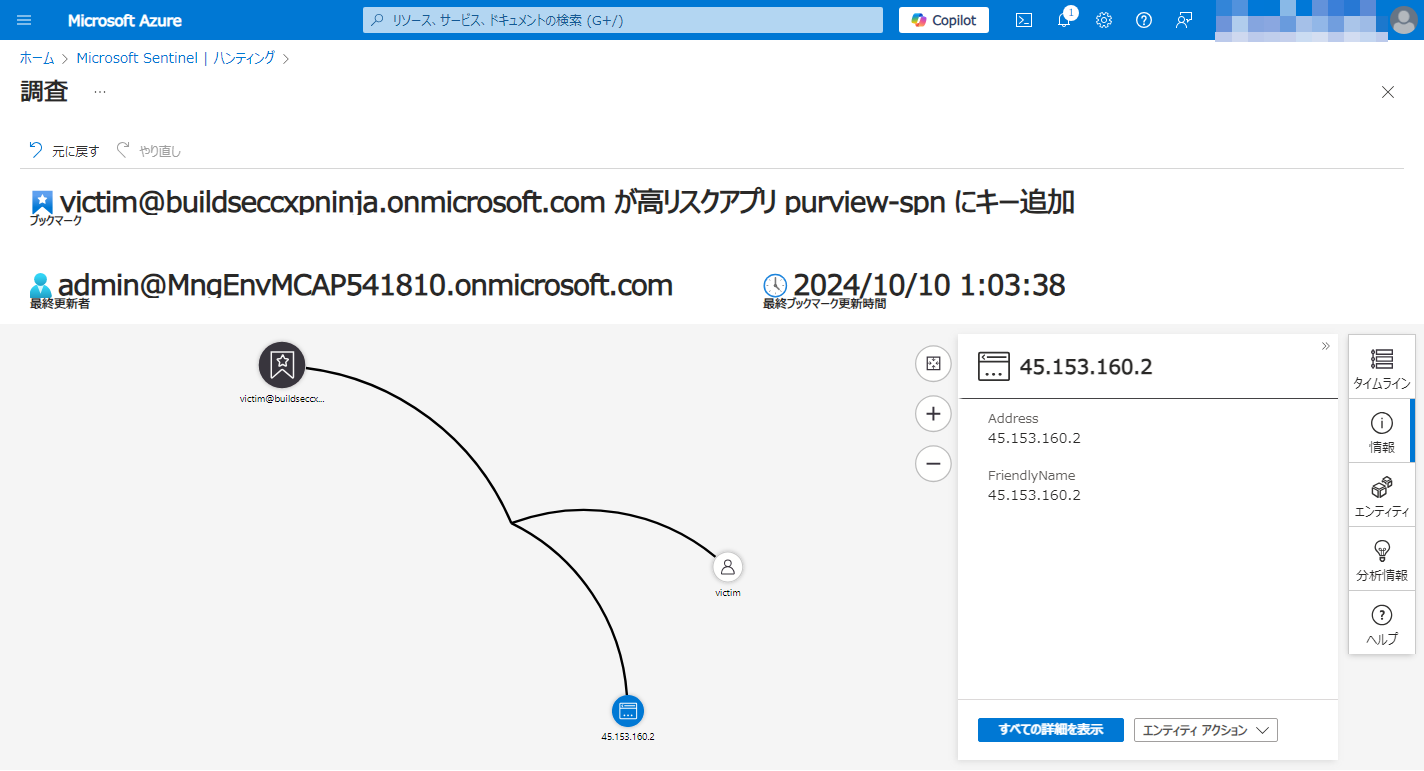 Microsoft Azure
リソース、サービス、ドキュメントの検索 (G+/)
Copilot
1
ホーム > Microsoft Sentinel | ハンティング >
調査 ...
元に戻す やり直し
victim@buildseccxpninja.onmicrosoft.com が高リスクアプリ purview-spn にキー追加
ブックマーク
admin@MngEnvMCAP541810.onmicrosoft.com
最終更新者
2024/10/10 1:03:38
最終ブックマーク更新時間
victim@buildseccx...
victim
45.153.160.2
45.153.160.2
Address
45.153.160.2
FriendlyName
45.153.160.2
すべての詳細を表示
エンティティ アクション
タイムライン
情報
エンティティ
分析情報
ヘルプ